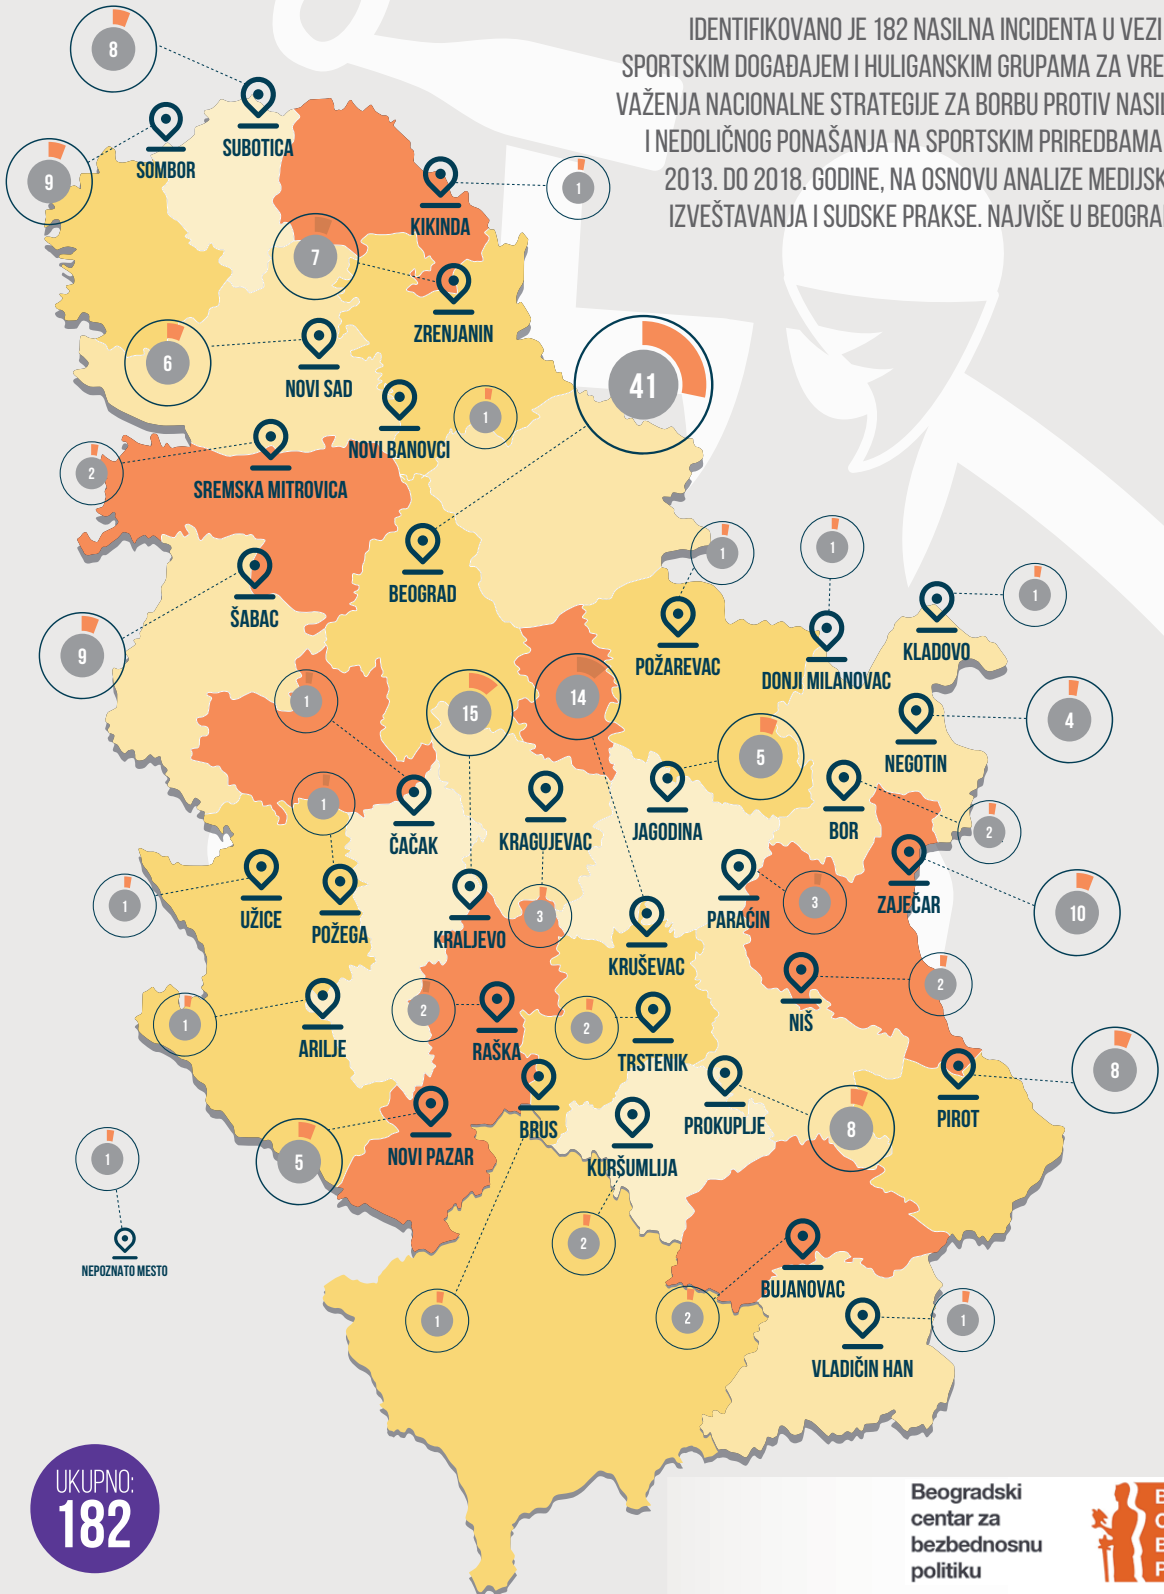 IDENTIFIKOVANO JE 182 NASILNA INCIDENTA U VEZI
SPORTSKIM DOGAĐAJEM I HULIGANSKIM GRUPAMA ZA VRE
VAŽENJA NACIONALNE STRATEGIJE ZA BORBU PROTIV NASIL
I NEDOLIČNOG PONAŠANJA NA SPORTSKIM PRIREDBAMA
2013. DO 2018. GODINE, NA OSNOVU ANALIZE MEDIJSK
IZVEŠTAVANJA I SUDSKE PRAKSE. NAJVIŠE U BEOGRA
8
SUBOTICA
SOMBOR
9
KIKINDA
1
7
ZRENJANIN
6
NOVI SAD
41
NOVI BANOVCI
1
2
SREMSKA MITROVICA
BEOGRAD
ŠABAC
9
1
POŽAREVAC
1
DONJI MILANOVAC
1
KLADOVO
4
NEGOTIN
1
15
14
5
JAGODINA
BOR
2
1
ČAČAK
KRAGUJEVAC
3
UŽICE
1
POŽEGA
KRALJEVO
KRUŠEVAC
PARAĆIN
3
ZAJEČAR
10
NIŠ
2
1
ARILJE
2
RAŠKA
2
TRSTENIK
PIROT
8
BRUS
PROKUPLJE
8
NOVI PAZAR
5
KURŠUMLIJA
2
1
NEPOZNATO MESTO
1
BUJANOVAC
2
VLADIČIN HAN
1
UKUPNO:
182
Beogradski
centar za
bezbednosnu
politiku